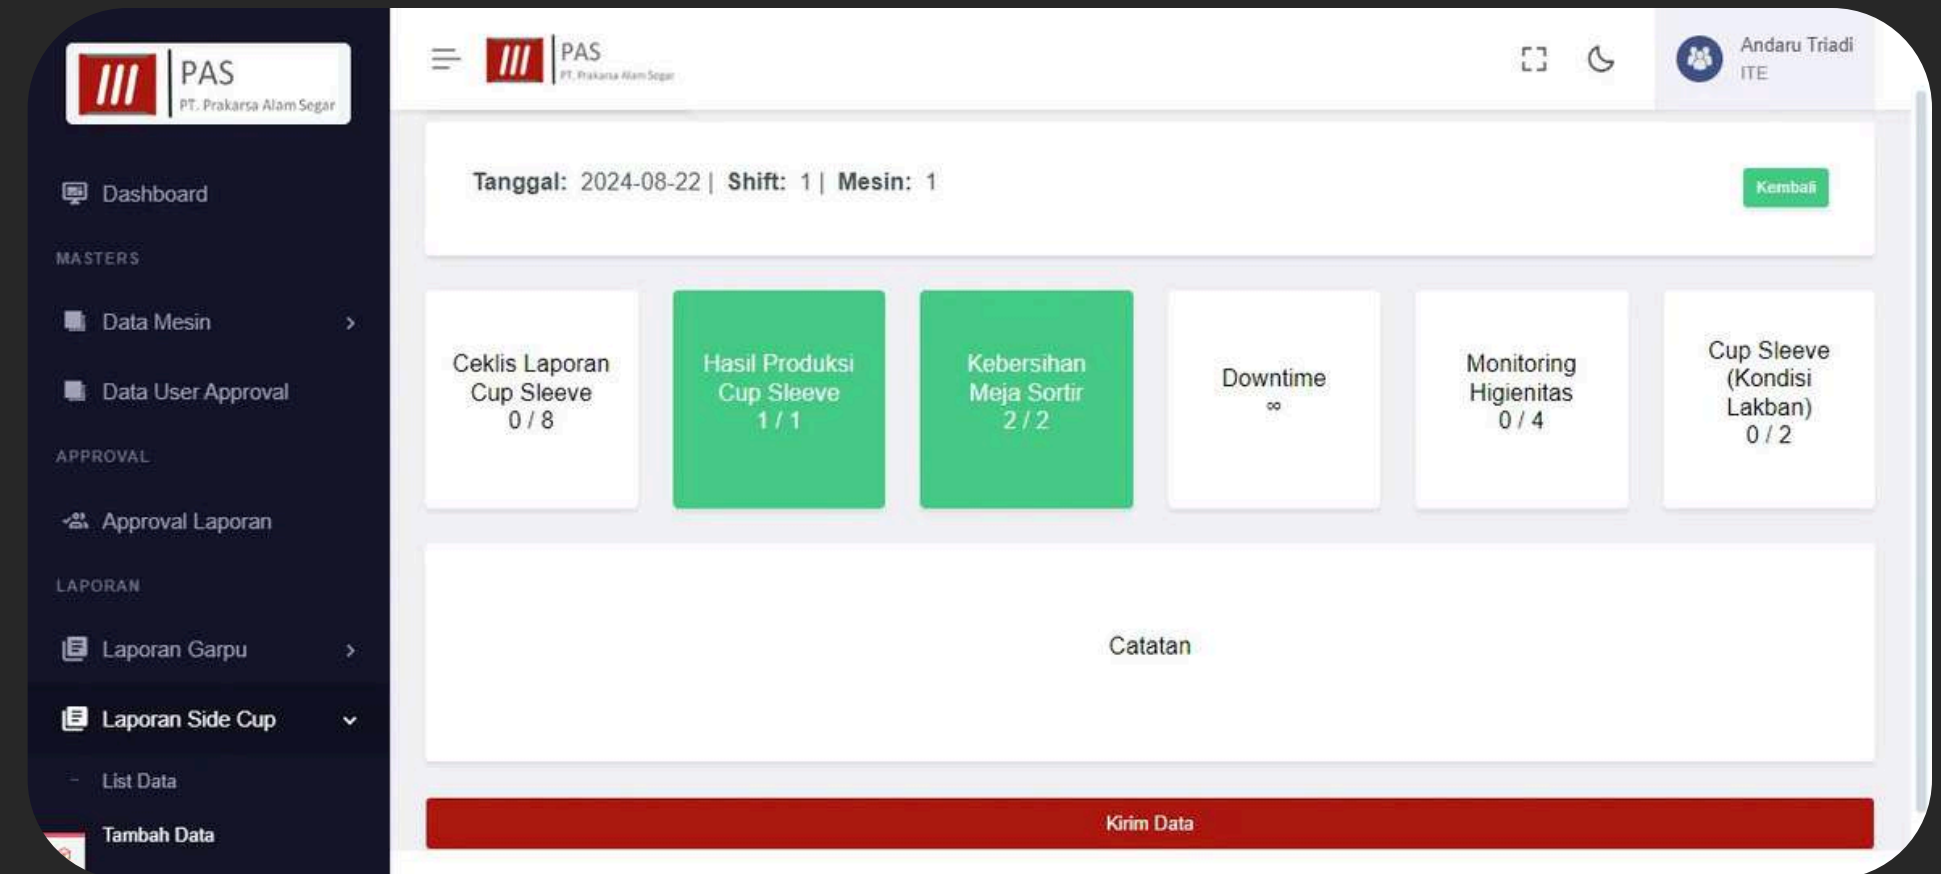 PAS
PT. Prakarsa Alam Segar
Dashboard
MASTERS
Data Mesin
Data User Approval
APPROVAL
Approval Laporan
LAPORAN
Laporan Garpu
Laporan Side Cup
List Data
Tambah Data
PAS
PT. Prakarsa Alam Segar
Andaru Triadi
ITE
Tanggal: 2024-08-22 | Shift: 1 | Mesin: 1
Kembali
Ceklis Laporan
Cup Sleeve
0 / 8
Hasil Produksi
Cup Sleeve
1 / 1
Kebersihan
Meja Sortir
2 / 2
Downtime
∞
Monitoring
Higienitas
0 / 4
Cup Sleeve
(Kondisi
Lakban)
0 / 2
Catatan
Kirim Data